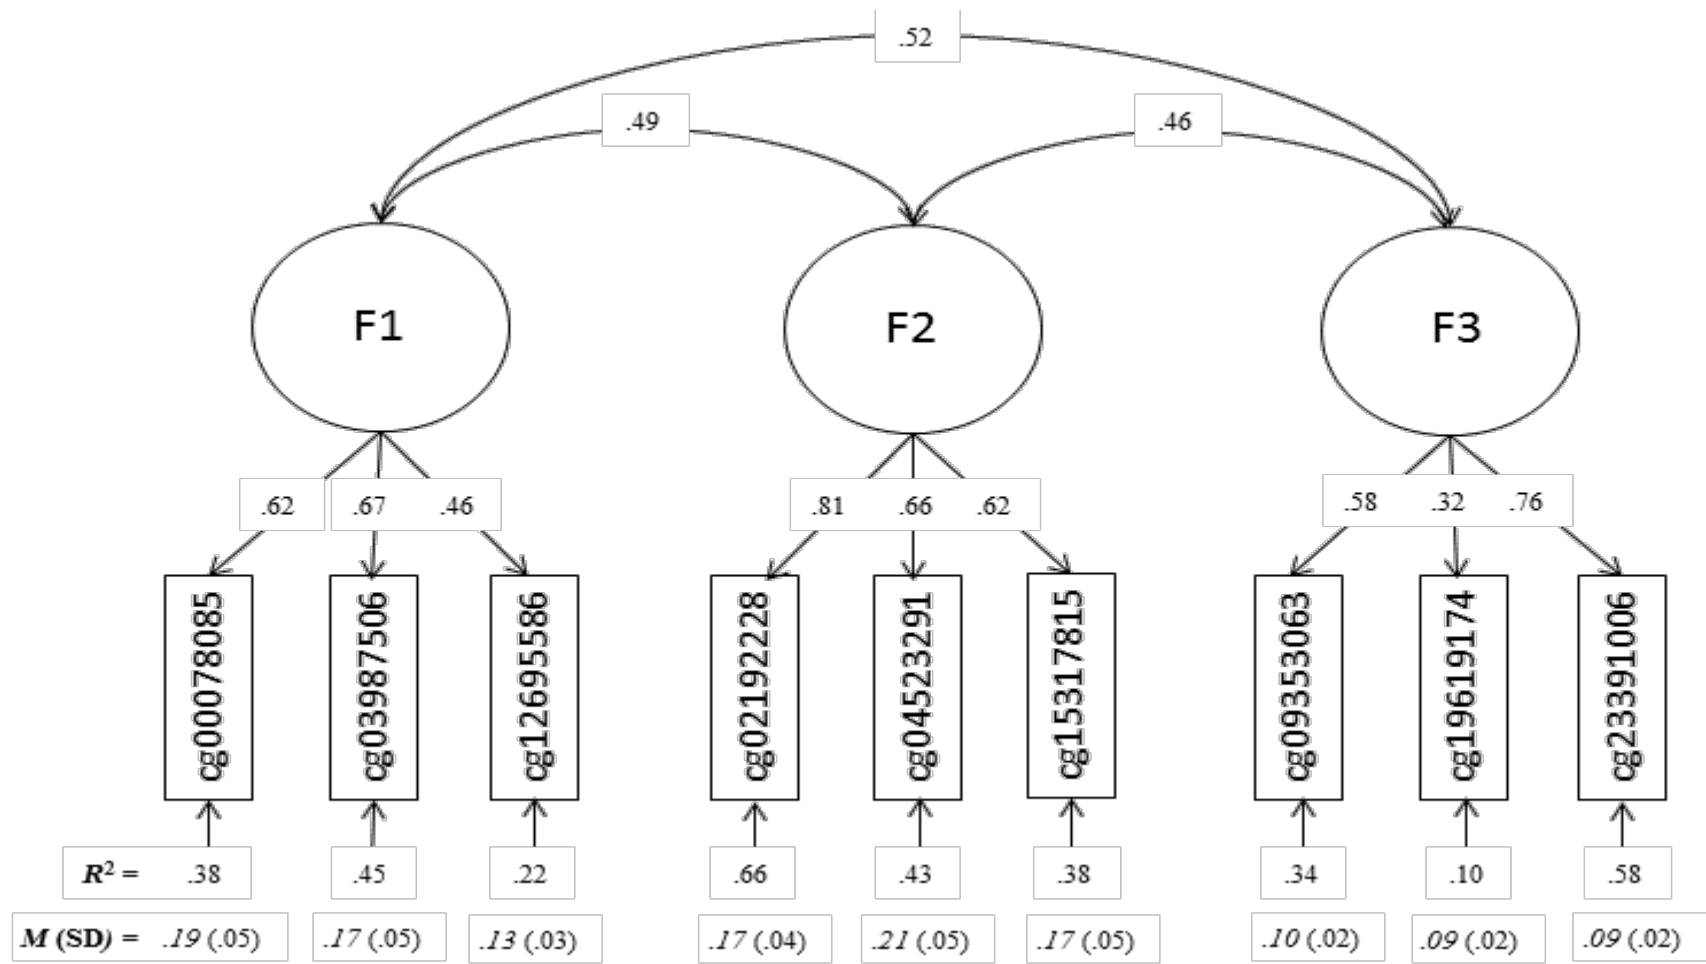 .52
.49 .46
F1 F2 F3
.62 .67 .46 .81 .66 .62 .58 .32 .76
cg00078085 cg03987506 cg12695586 cg02192228 cg04523291 cg15317815 cg09353063 cg19619174 cg23391006
R² = .38 .45 .22 .66 .43 .38 .34 .10 .58
M (SD) = .19 (.05) .17 (.05) .13 (.03) .17 (.04) .21 (.05) .17 (.05) .10 (.02) .09 (.02) .09 (.02)